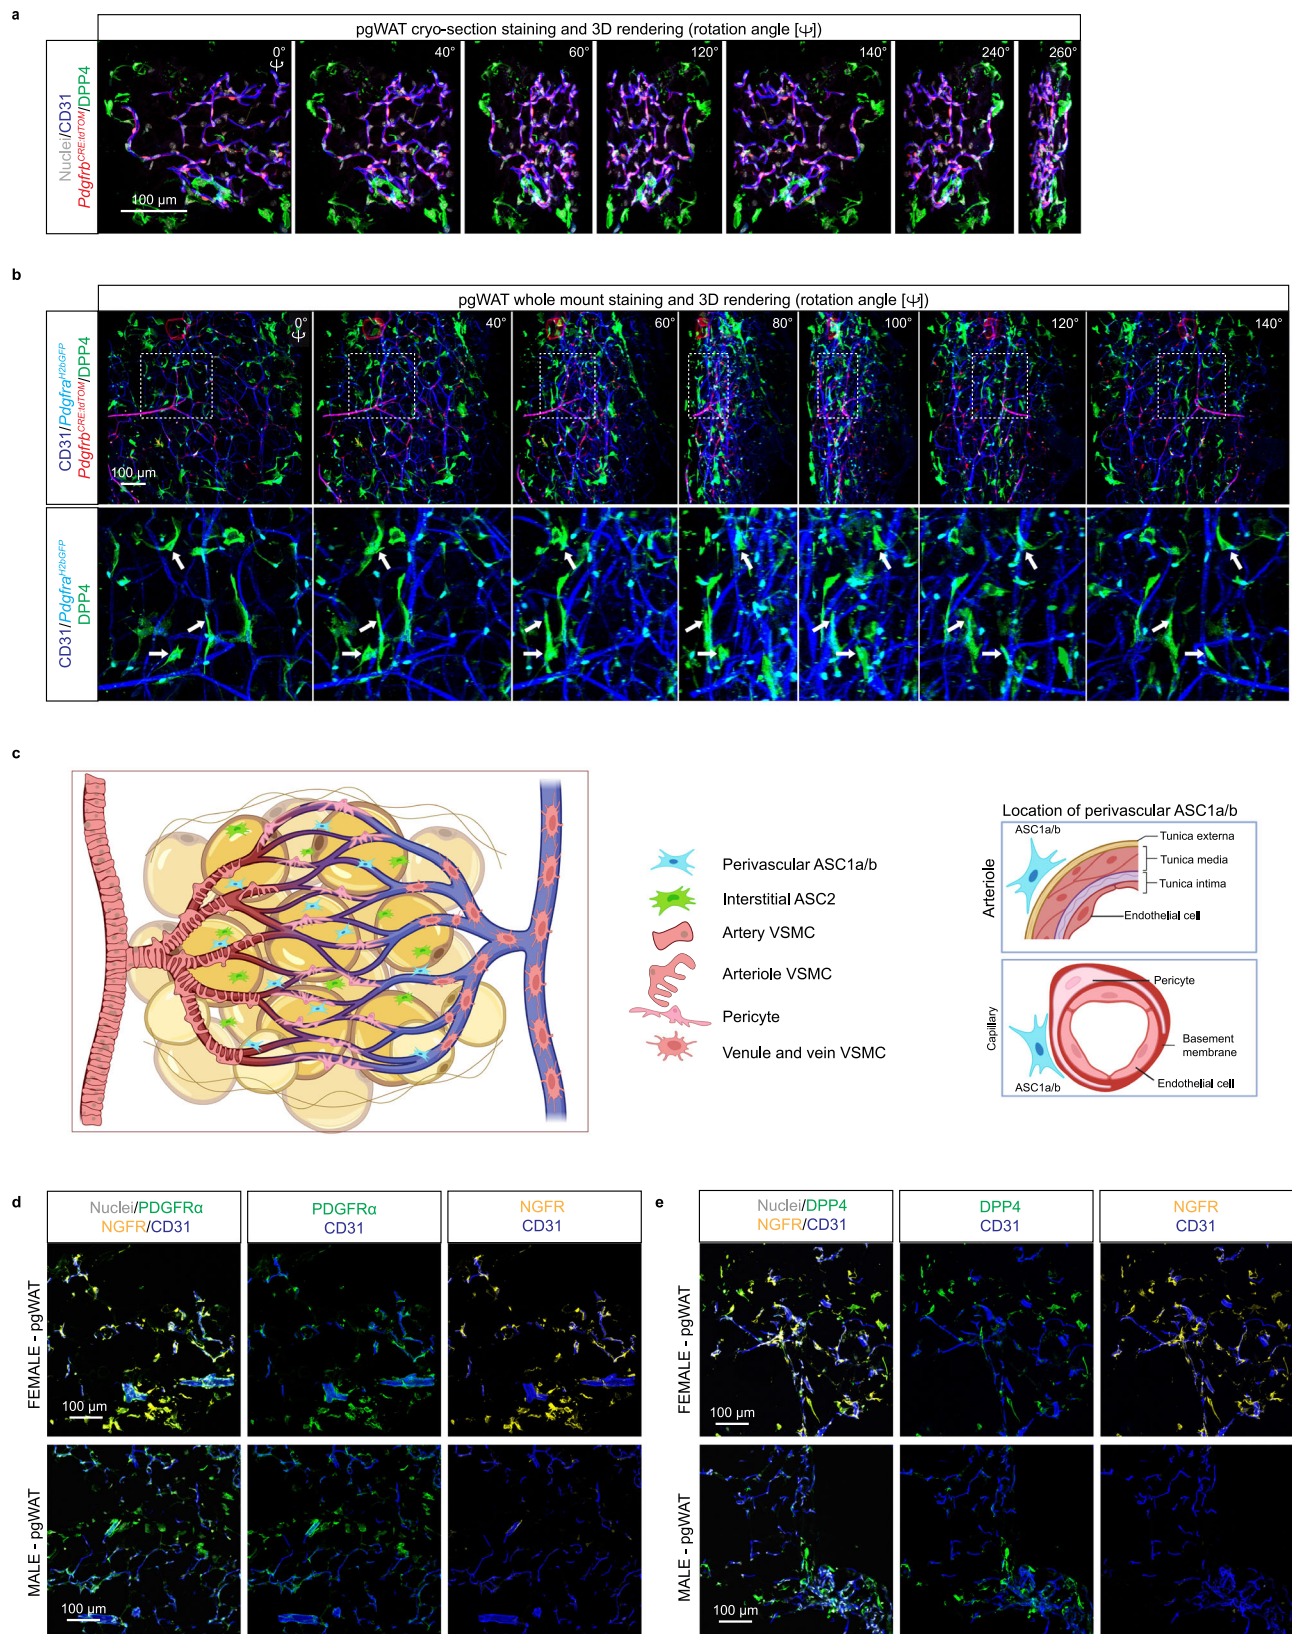 a
pgWAT cryo-section staining and 3D rendering (rotation angle [Ψ])
Nuclei/CD31
Pdgfrb^CRE:tdTOM/DPP4
0°
Ψ
40°
60°
120°
140°
240°
260°
100 µm
b
pgWAT whole mount staining and 3D rendering (rotation angle [Ψ])
CD31/Pdgfra^H2bGFP
Pdgfrb^CRE:tdTOM/DPP4
0°
Ψ
40°
60°
80°
100°
120°
140°
100 µm
CD31/Pdgfra^H2bGFP
DPP4
c
Perivascular ASC1a/b
Interstitial ASC2
Artery VSMC
Arteriole VSMC
Pericyte
Venule and vein VSMC
Location of perivascular ASC1a/b
Arteriole
ASC1a/b
Tunica externa
Tunica media
Tunica intima
Endothelial cell
Capillary
Pericyte
Basement
membrane
ASC1a/b
Endothelial cell
d
Nuclei/PDGFRα
NGFR/CD31
PDGFRα
CD31
NGFR
CD31
FEMALE - pgWAT
100 µm
MALE - pgWAT
100 µm
e
Nuclei/DPP4
NGFR/CD31
DPP4
CD31
NGFR
CD31
FEMALE - pgWAT
100 µm
MALE - pgWAT
100 µm